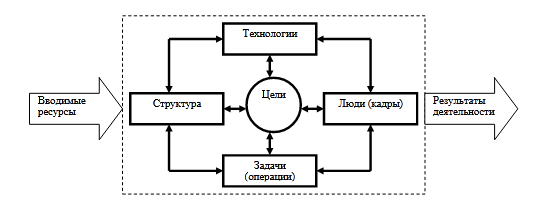 Технологии
Вводимые
ресурсы
Структура
Цели
Люди (кадры)
Результаты
деятельности
Задачи
(операции)